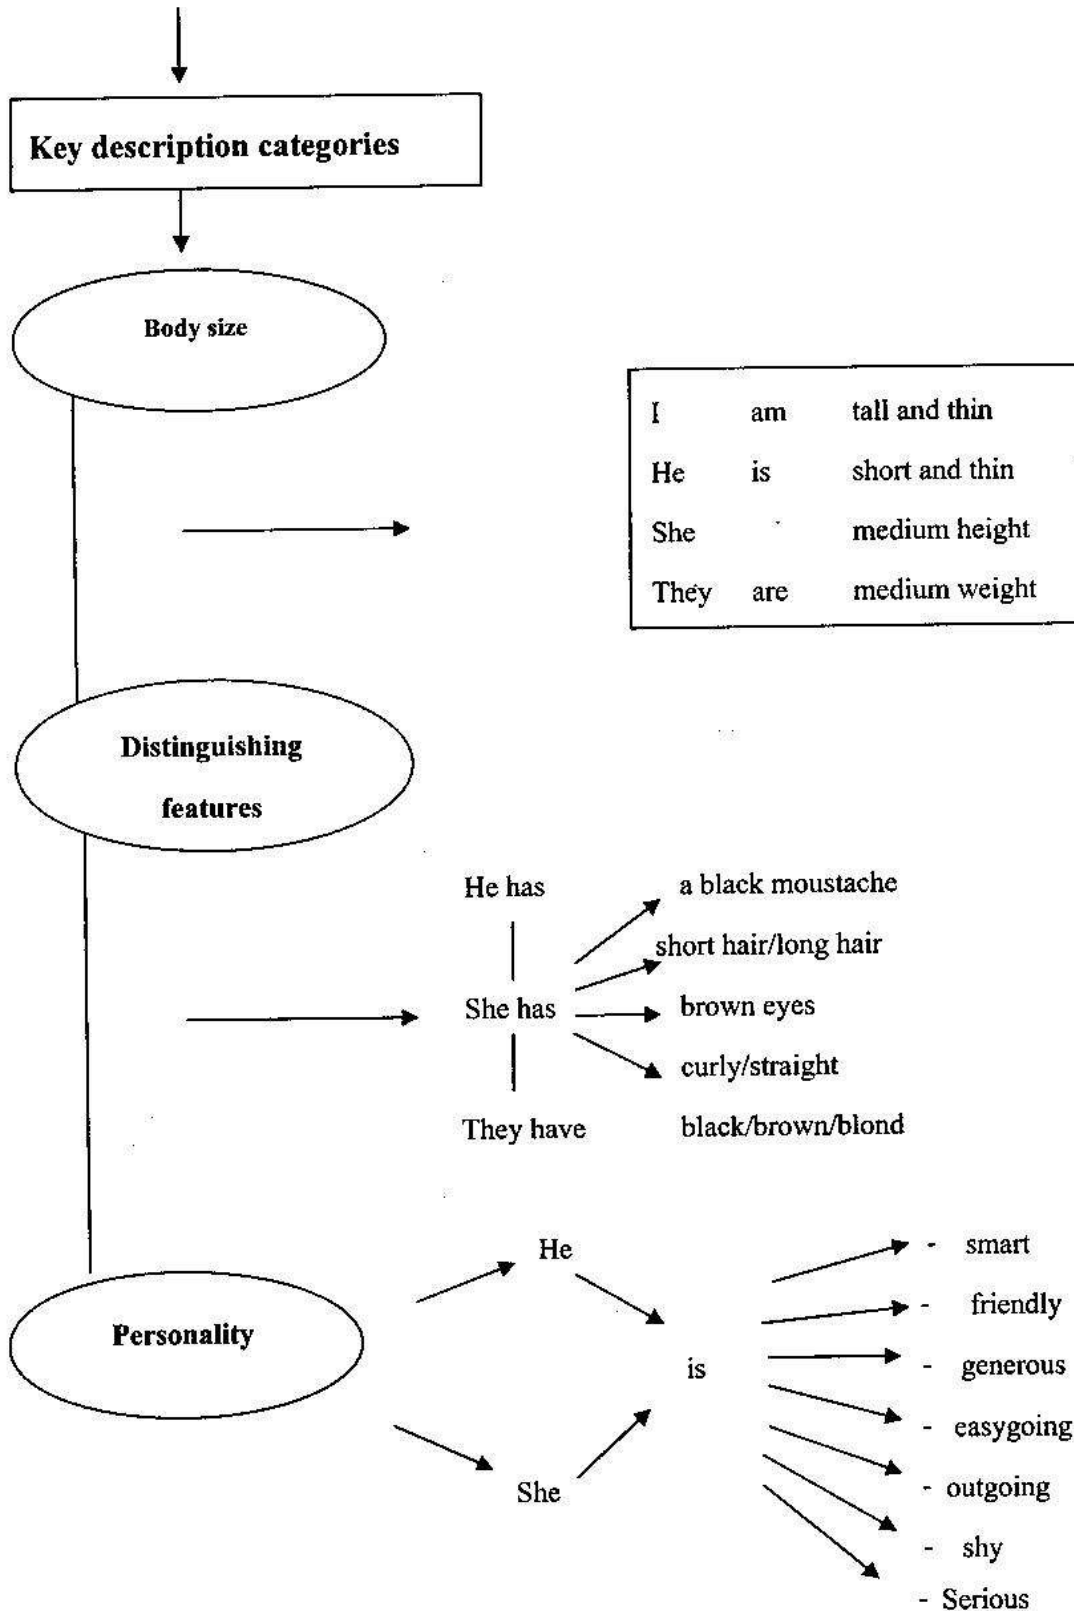 Key description categories
Body size
I am tall and thin
He is short and thin
She medium height
They are medium weight
Distinguishing
features
He has
a black moustache
short hair/long hair
She has
brown eyes
curly/straight
They have
black/brown/blond
Personality
He
She
is
- smart
- friendly
- generous
- easygoing
- outgoing
- shy
- Serious